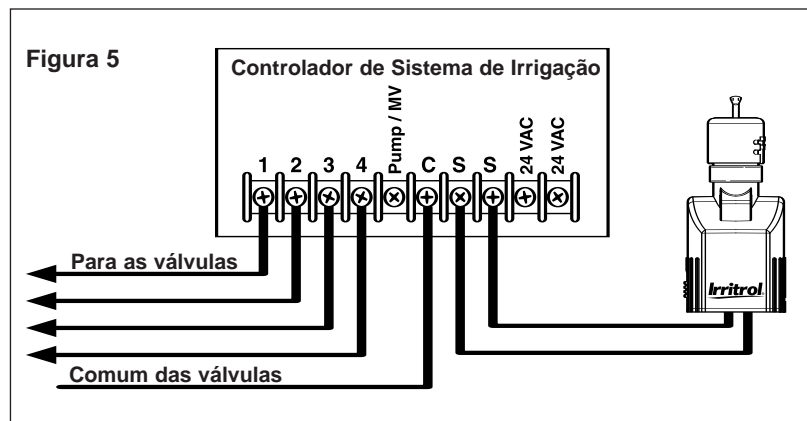 Figura 5
Controlador de Sistema de Irrigação
1
2
3
4
Pump / MV
C
S
S
24 VAC
24 VAC
Para as válvulas
Comum das válvulas
Irritrol